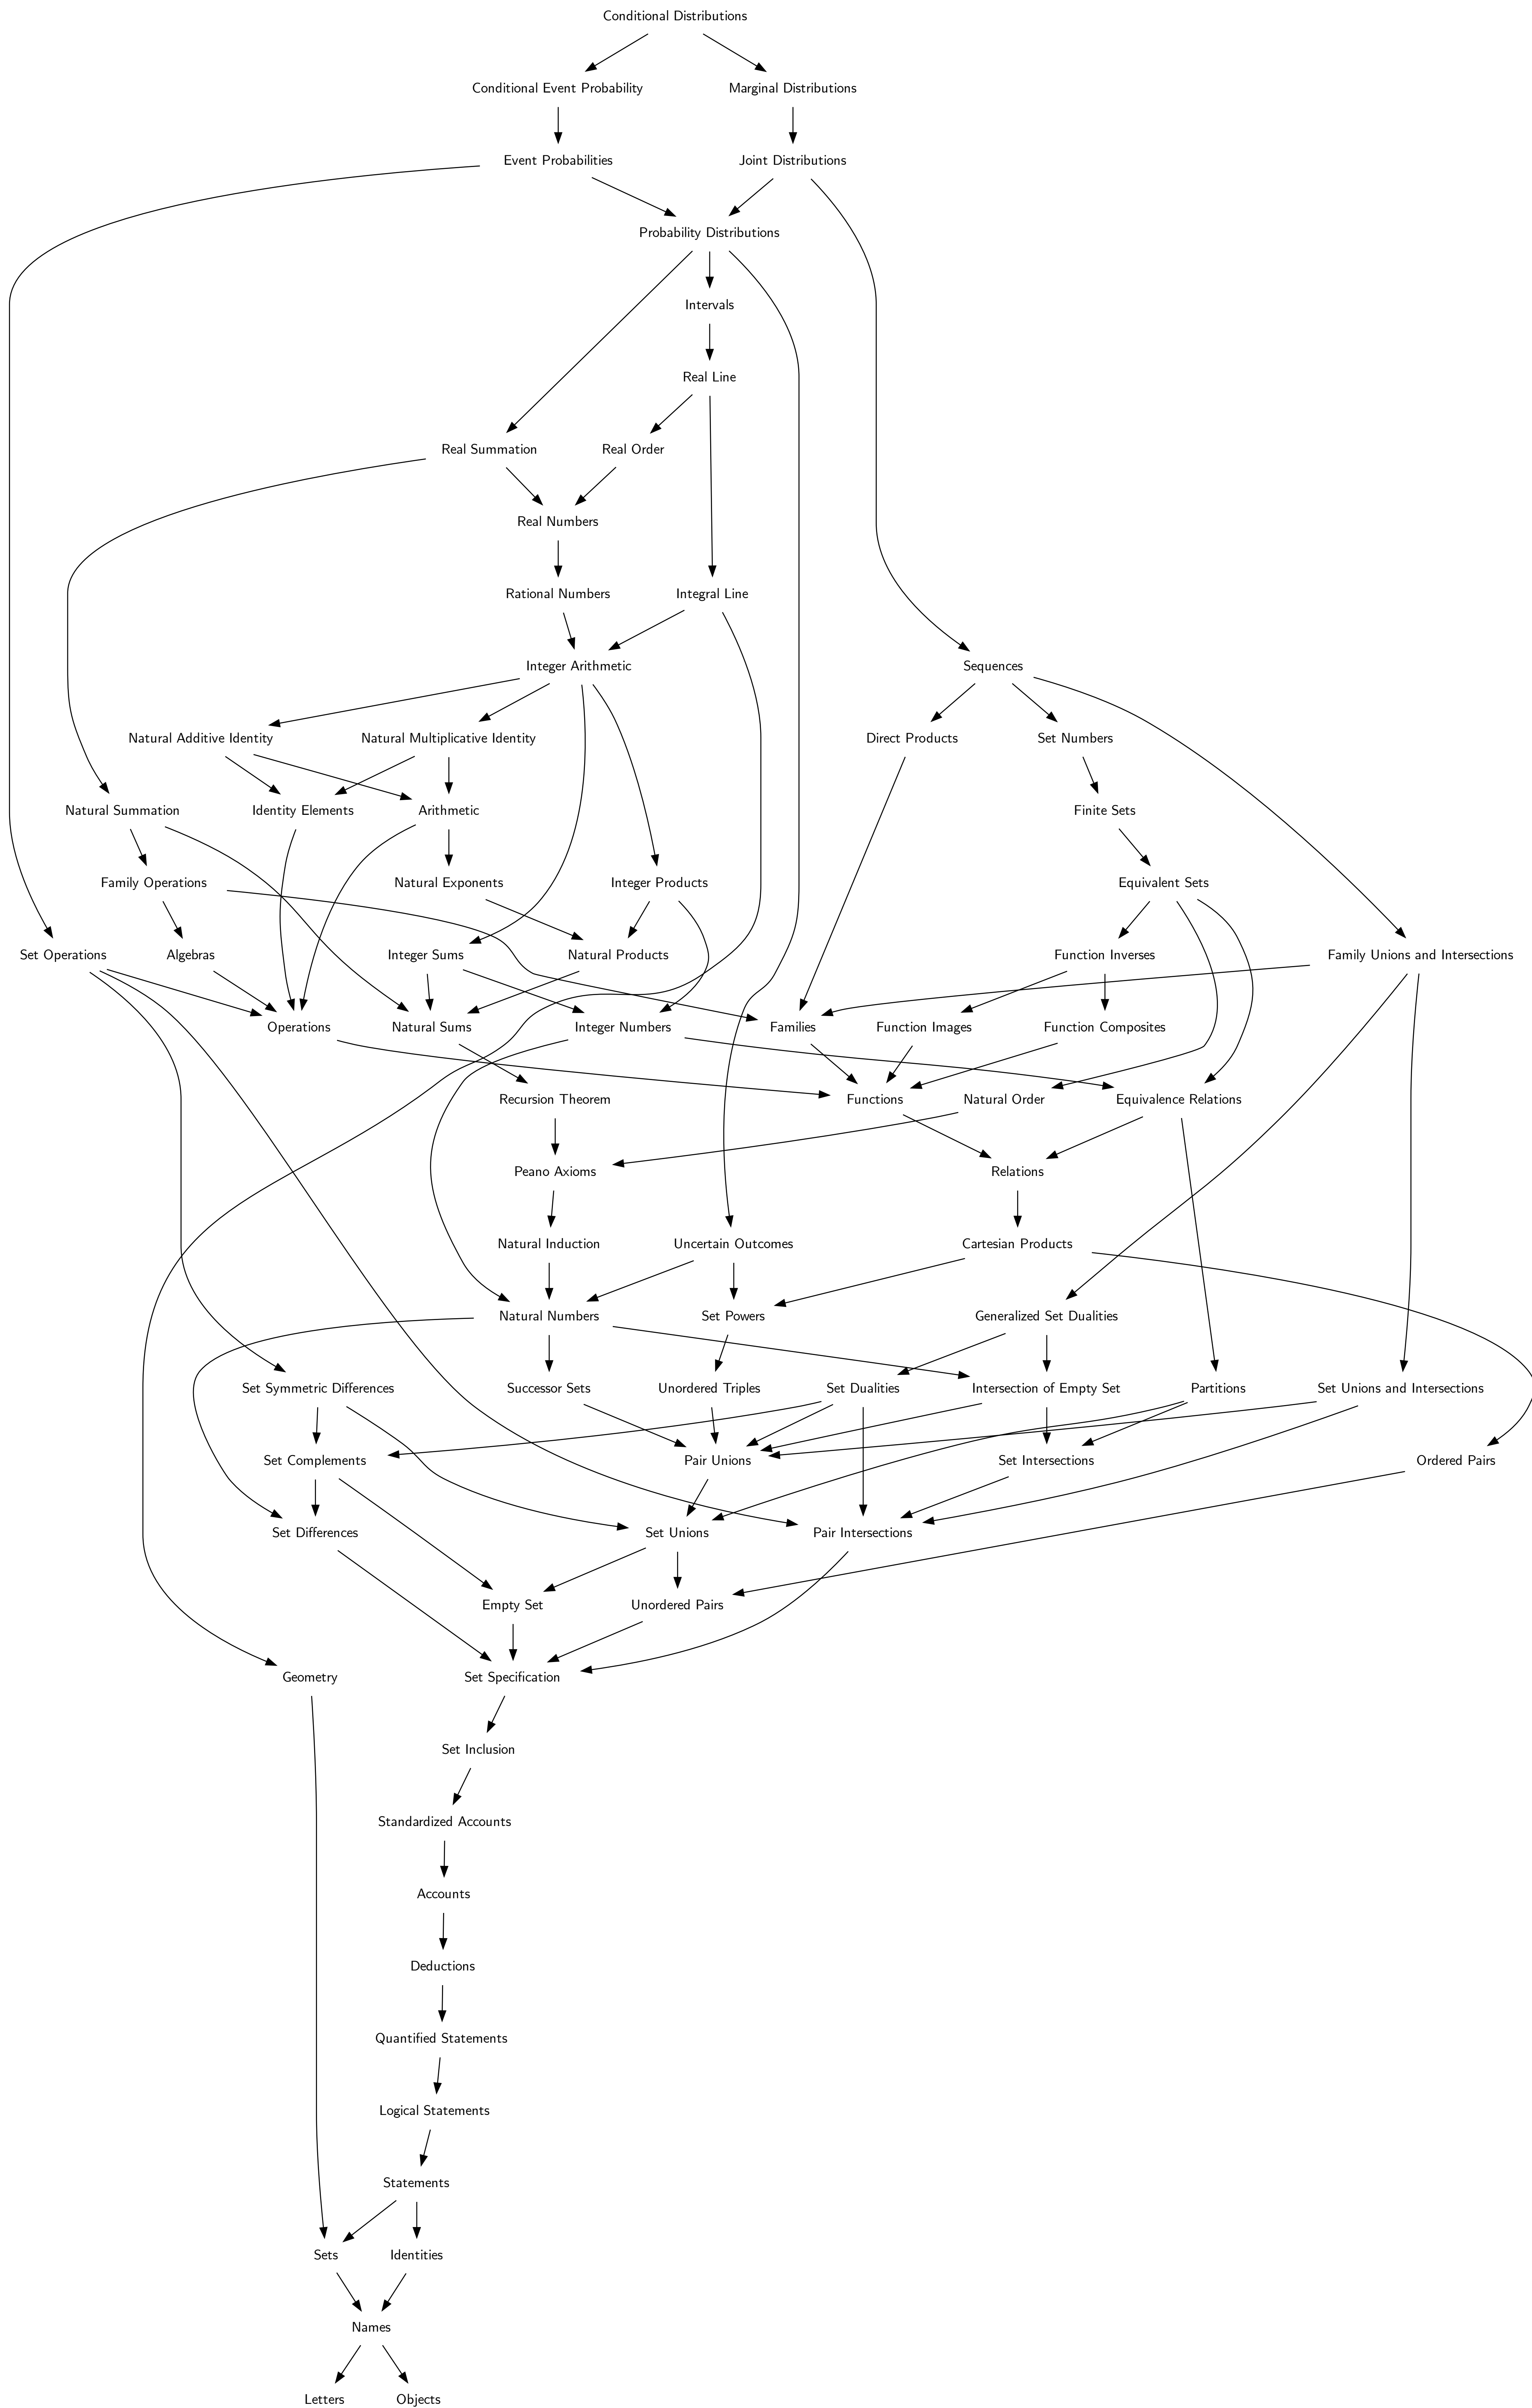 Conditional Distributions
Conditional Event Probability
Marginal Distributions
Event Probabilities
Joint Distributions
Probability Distributions
Intervals
Real Line
Real Summation
Real Order
Real Numbers
Rational Numbers
Integral Line
Integer Arithmetic
Sequences
Natural Additive Identity
Natural Multiplicative Identity
Direct Products
Set Numbers
Natural Summation
Identity Elements
Arithmetic
Finite Sets
Family Operations
Natural Exponents
Integer Products
Equivalent Sets
Set Operations
Algebras
Integer Sums
Natural Products
Function Inverses
Family Unions and Intersections
Operations
Natural Sums
Integer Numbers
Families
Function Images
Function Composites
Recursion Theorem
Functions
Natural Order
Equivalence Relations
Peano Axioms
Relations
Natural Induction
Uncertain Outcomes
Cartesian Products
Natural Numbers
Set Powers
Generalized Set Dualities
Set Symmetric Differences
Successor Sets
Unordered Triples
Set Dualities
Intersection of Empty Set
Partitions
Set Unions and Intersections
Set Complements
Pair Unions
Set Intersections
Ordered Pairs
Set Differences
Set Unions
Pair Intersections
Empty Set
Unordered Pairs
Geometry
Set Specification
Set Inclusion
Standardized Accounts
Accounts
Deductions
Quantified Statements
Logical Statements
Statements
Sets
Identities
Names
Letters
Objects